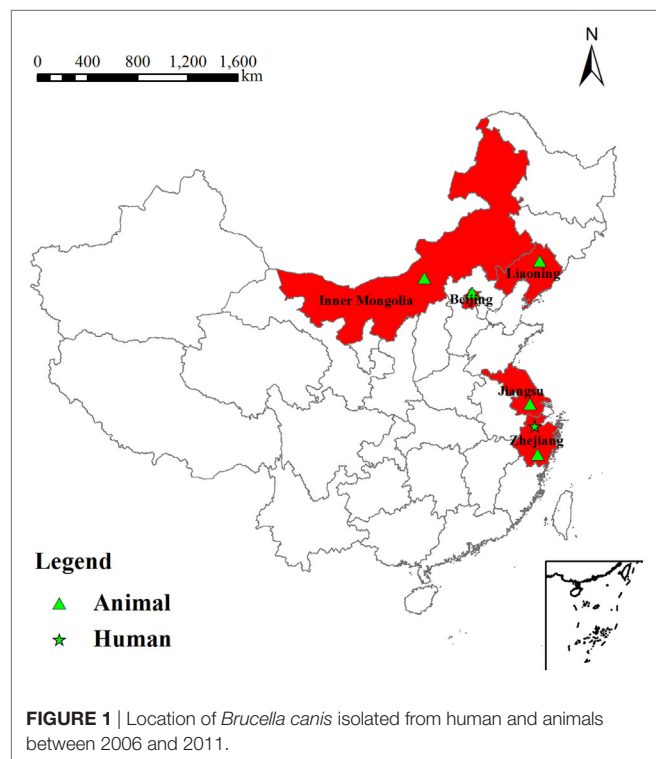 N
0 400 800 1,200 1,600
km
Liaoning
Inner Mongolia
Beijing
Jiangsu
Zhejiang
Legend
Animal
Human
FIGURE 1 | Location of Brucella canis isolated from human and animals
between 2006 and 2011.